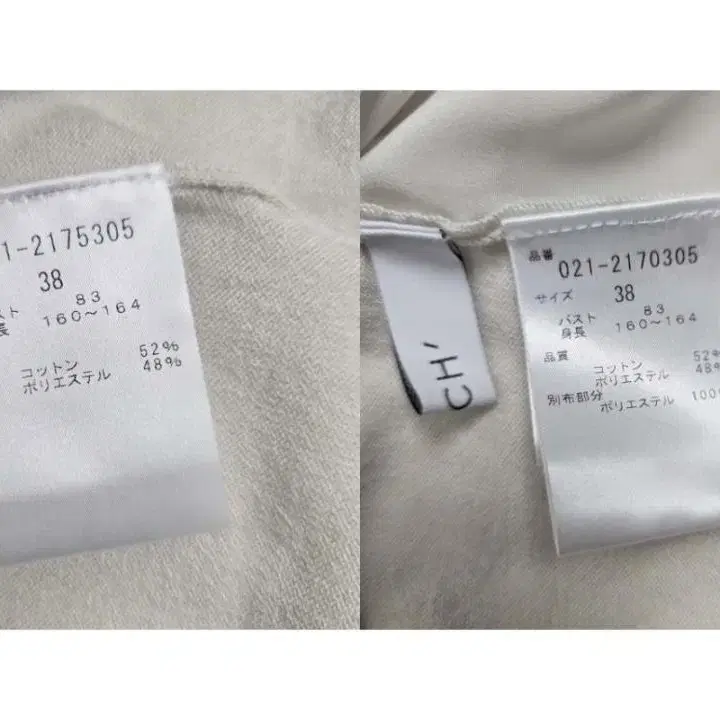 1-2175305
38
スト 83
長 160～164
コットン 52%
ポリエステル 48%
CH'
品番 021-2170305
サイズ 38
バスト 83
身長 160～164
品質 コットン 52%
ポリエステル 48%
別布部分 ポリエステル 100%